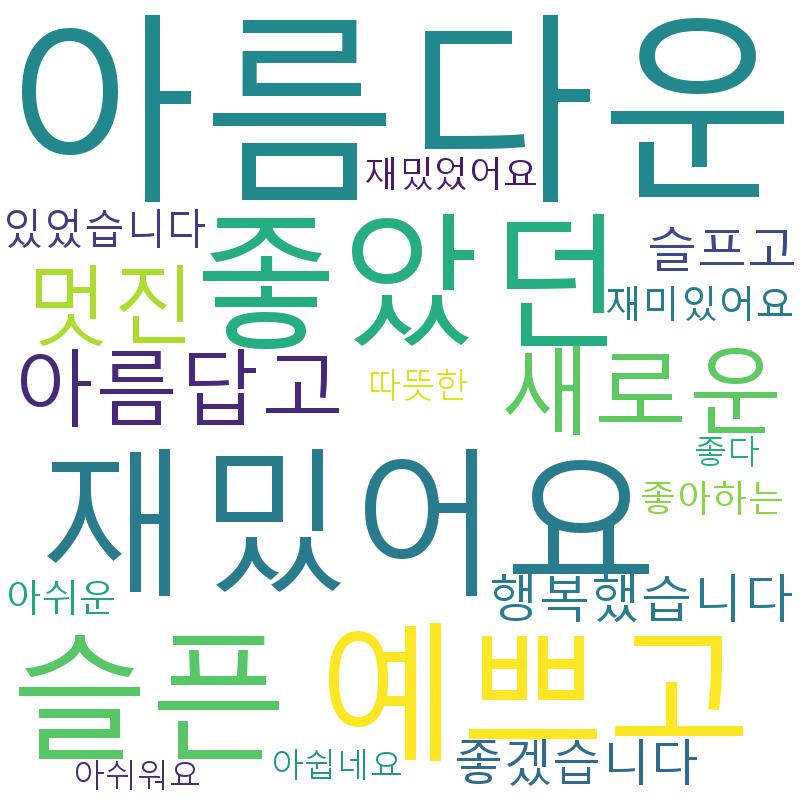 아름다운
재밌었어요
있었습니다
좋았던
슬프고
멋진
재미있어요
아름답고
따뜻한
새로운
좋다
재밌어요
좋아하는
아쉬운
행복했습니다
슬픈
예쁘고
아쉬워요
아쉽네요
좋겠습니다